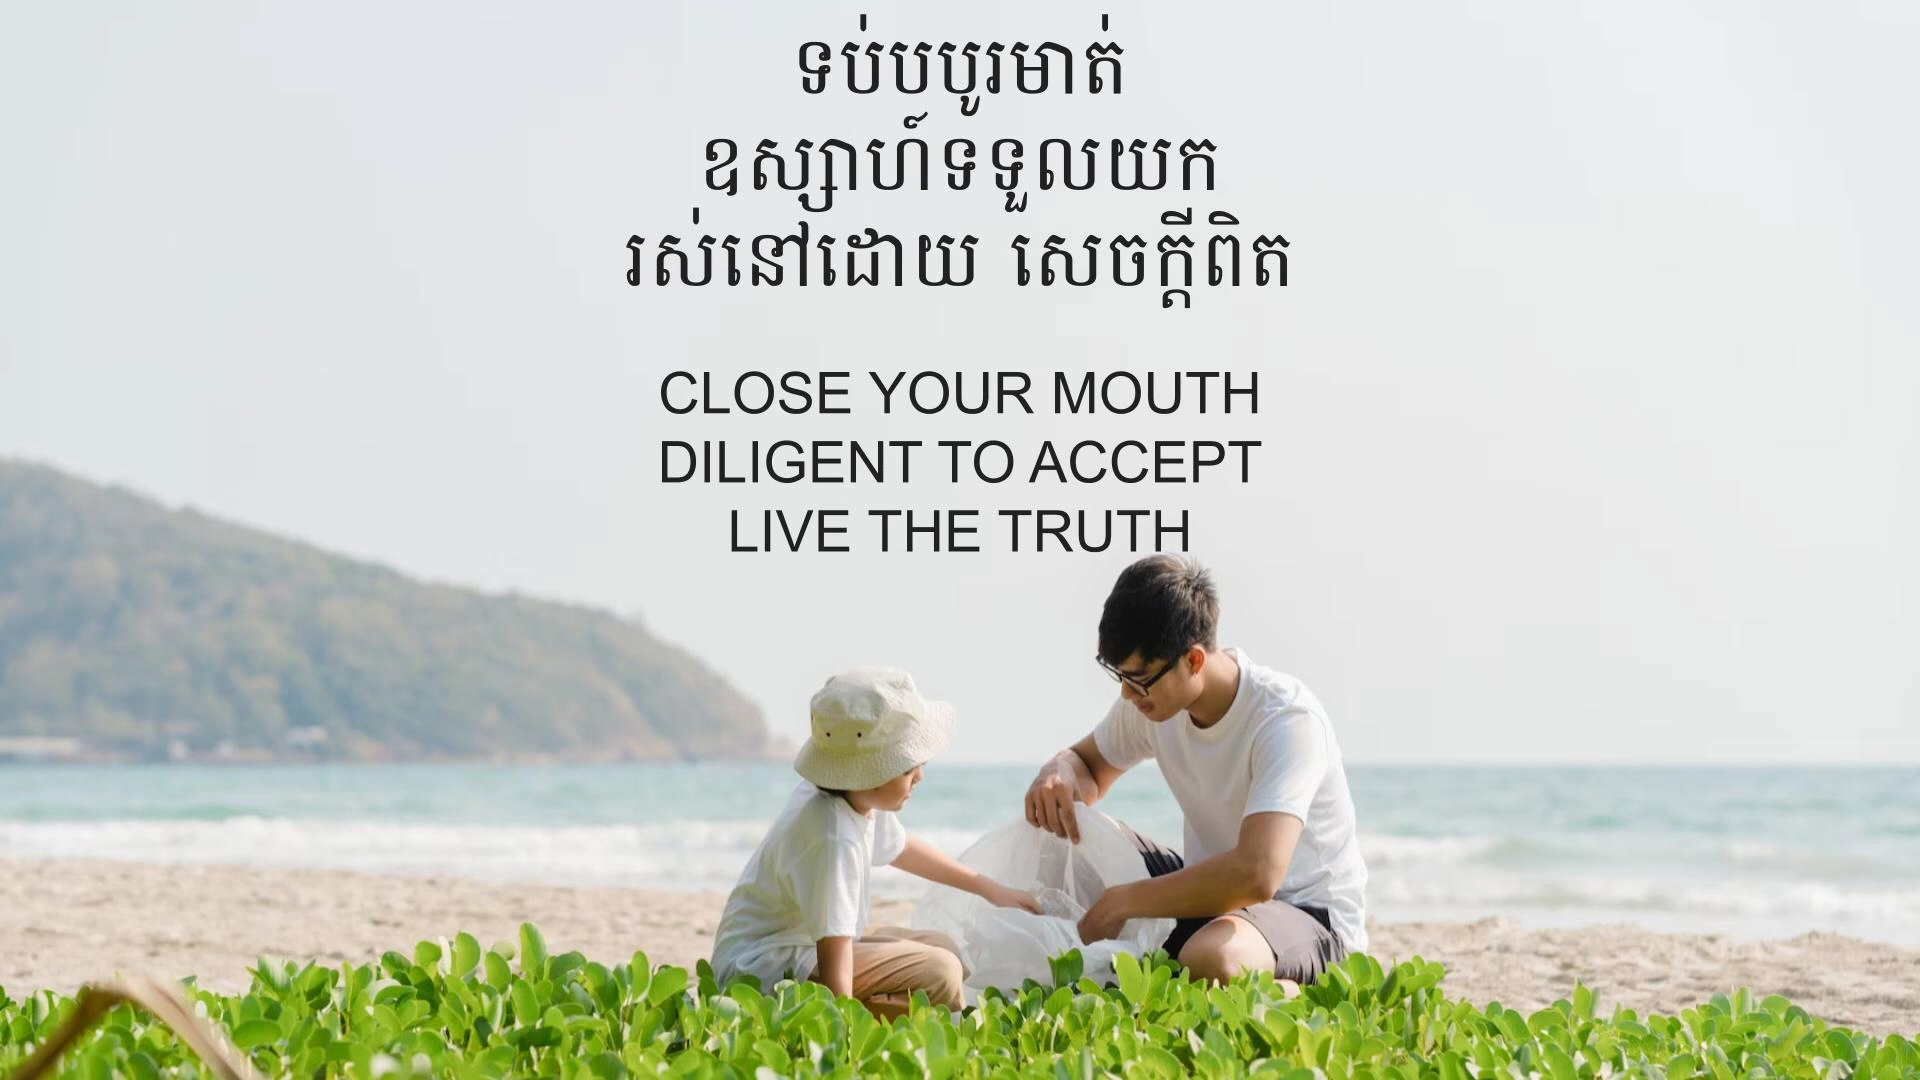 ទប់បបូរមាត់
ឧស្សាហ៍ទទួលយក
រស់នៅដោយ សេចក្តីពិត
CLOSE YOUR MOUTH
DILIGENT TO ACCEPT
LIVE THE TRUTH